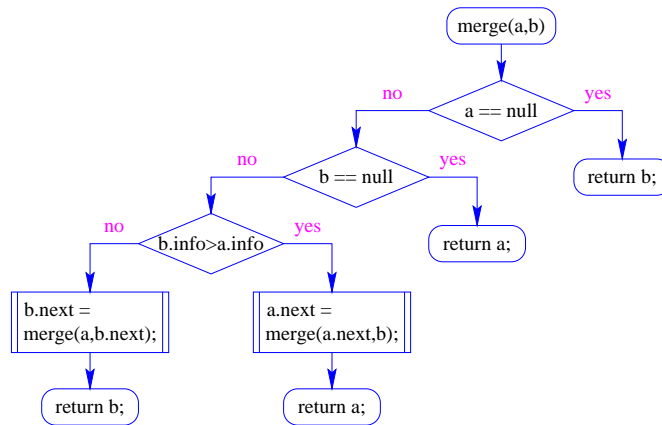 merge(a,b)
no
yes
a == null
no
yes
return b;
b == null
no
yes
return a;
b.info>a.info
b.next =
merge(a,b.next);
a.next =
merge(a.next,b);
return b;
return a;